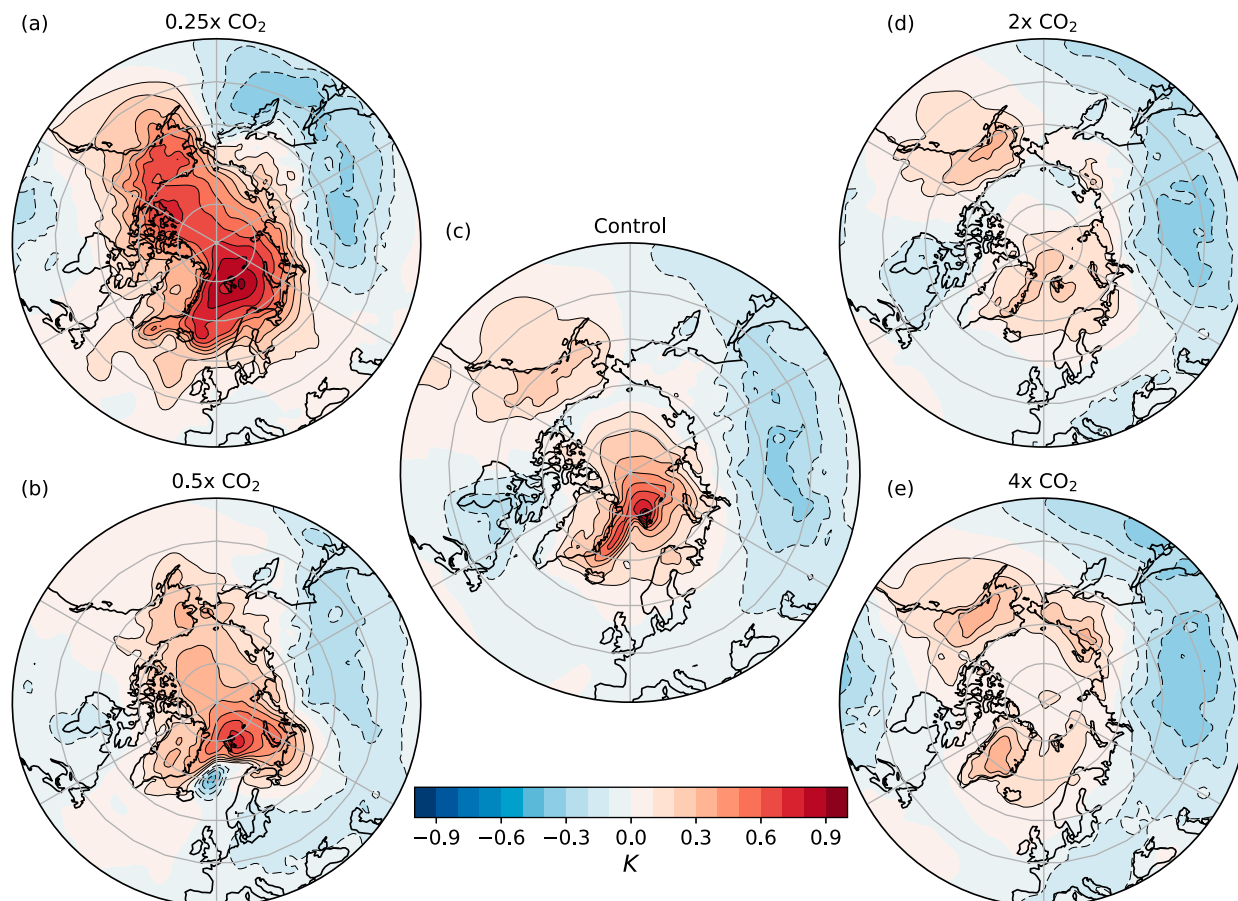 (a)
0.25x CO₂
(d)
2x CO₂
(c)
Control
(b)
0.5x CO₂
(e)
4x CO₂
−0.9 −0.6 −0.3 0.0 0.3 0.6 0.9
K